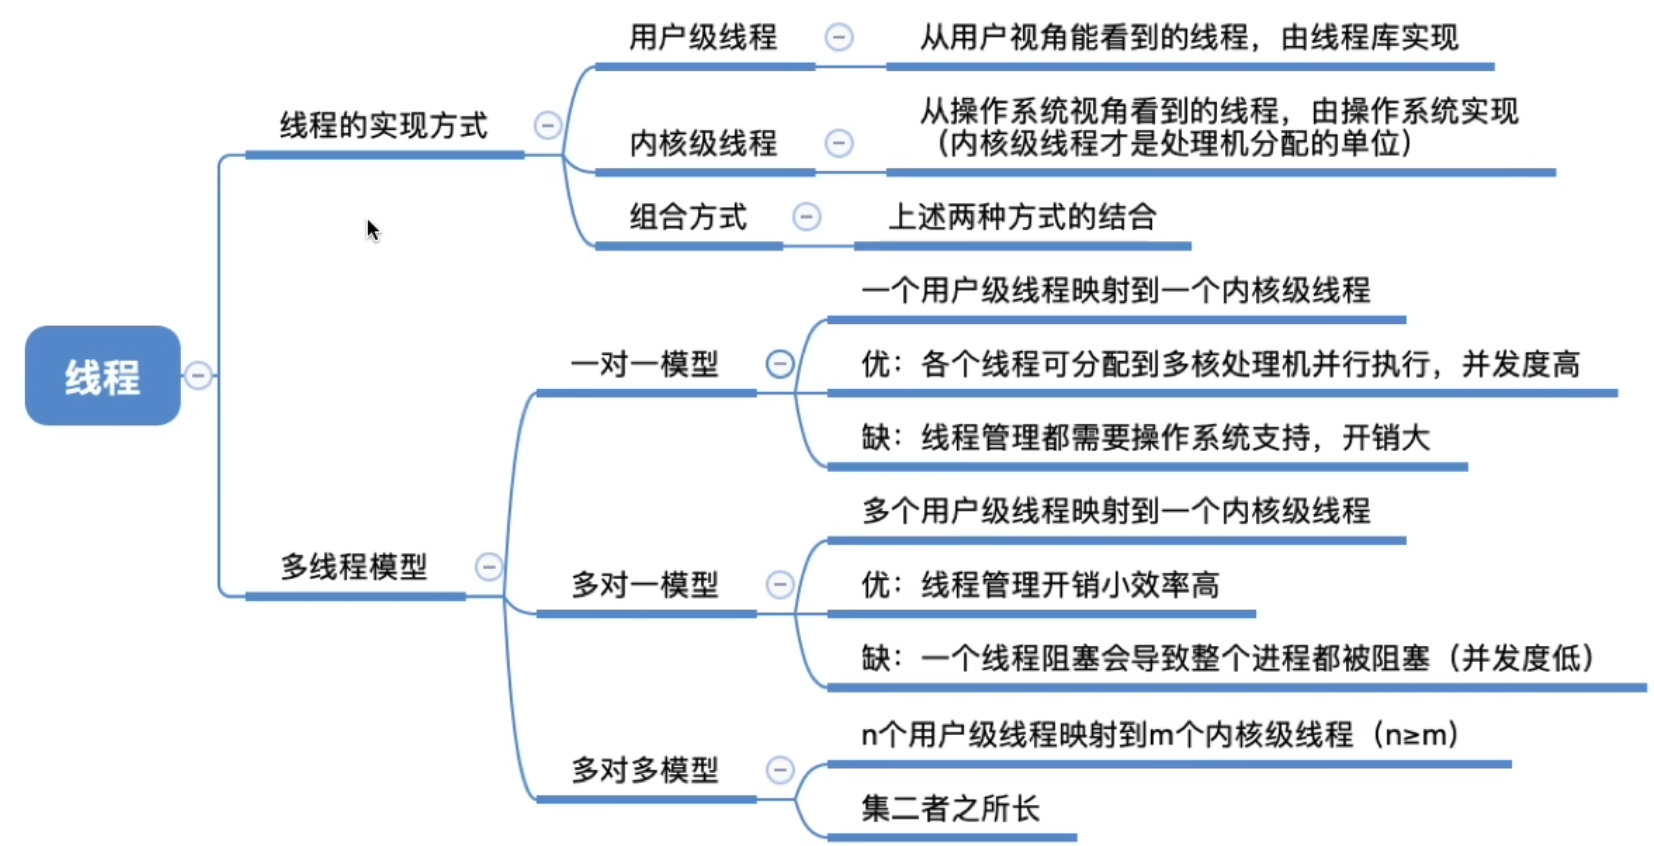 线程
线程的实现方式
用户级线程
从用户视角能看到的线程，由线程库实现
内核级线程
从操作系统视角看到的线程，由操作系统实现
（内核级线程才是处理机分配的单位）
组合方式
上述两种方式的结合
多线程模型
一对一模型
一个用户级线程映射到一个内核级线程
优：各个线程可分配到多核处理机并行执行，并发度高
缺：线程管理都需要操作系统支持，开销大
多对一模型
多个用户级线程映射到一个内核级线程
优：线程管理开销小效率高
缺：一个线程阻塞会导致整个进程都被阻塞（并发度低）
多对多模型
n个用户级线程映射到m个内核级线程（n≥m）
集二者之所长